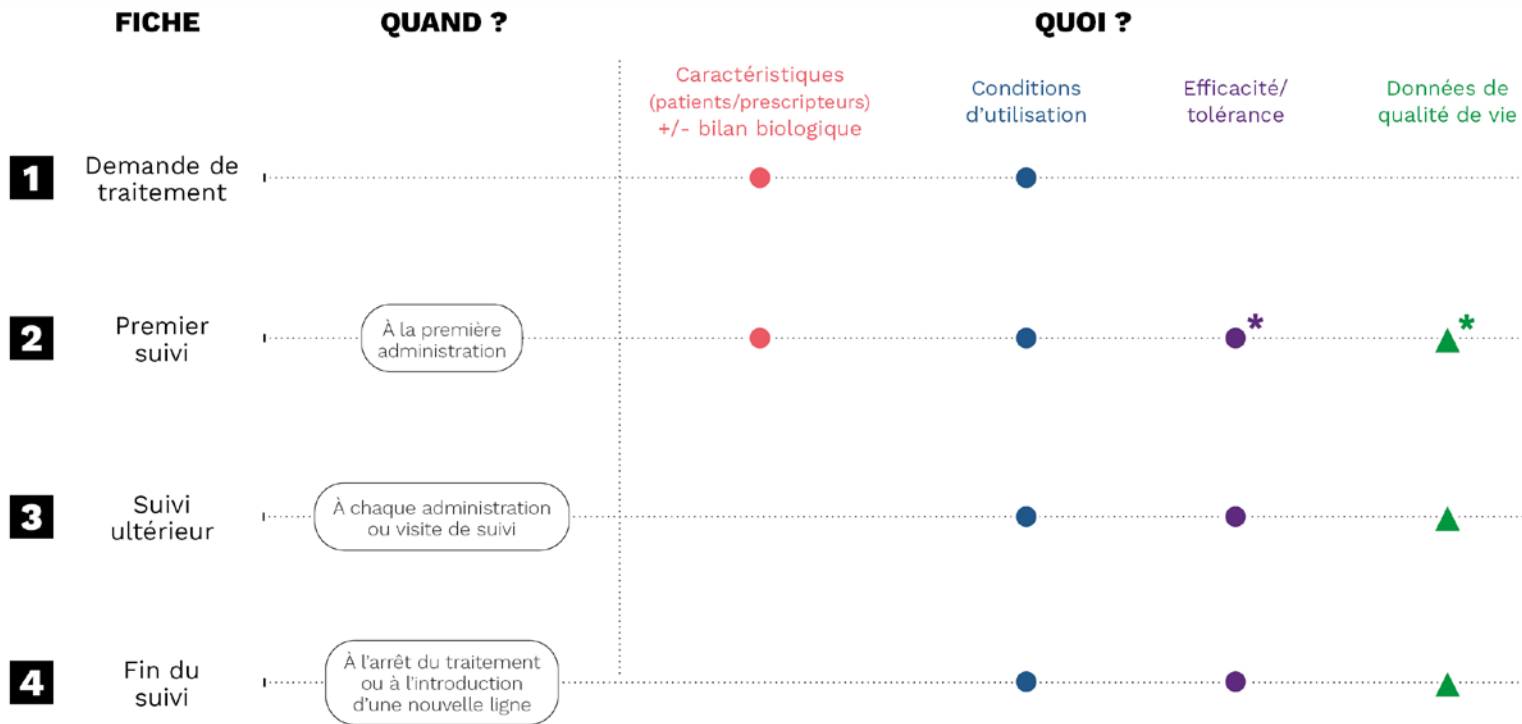 FICHE
QUAND ?
QUOI ?
Caractéristiques
(patients/prescripteurs)
+/- bilan biologique
Conditions
d'utilisation
Efficacité/
tolérance
Données de
qualité de vie
1
Demande de
traitement
2
Premier
suivi
À la première
administration
*
*
3
Suivi
ultérieur
À chaque administration
ou visite de suivi
4
Fin du
suivi
À l'arrêt du traitement
ou à l'introduction
d'une nouvelle ligne